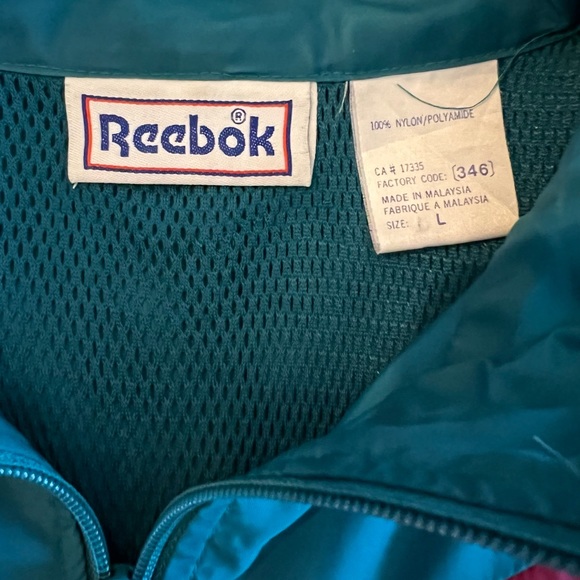 Reebok®
100% NYLON/POLYAMIDE
CA # 17335
FACTORY CODE: [346]
MADE IN MALAYSIA
FABRIQUE A MALAYSIA
SIZE: L